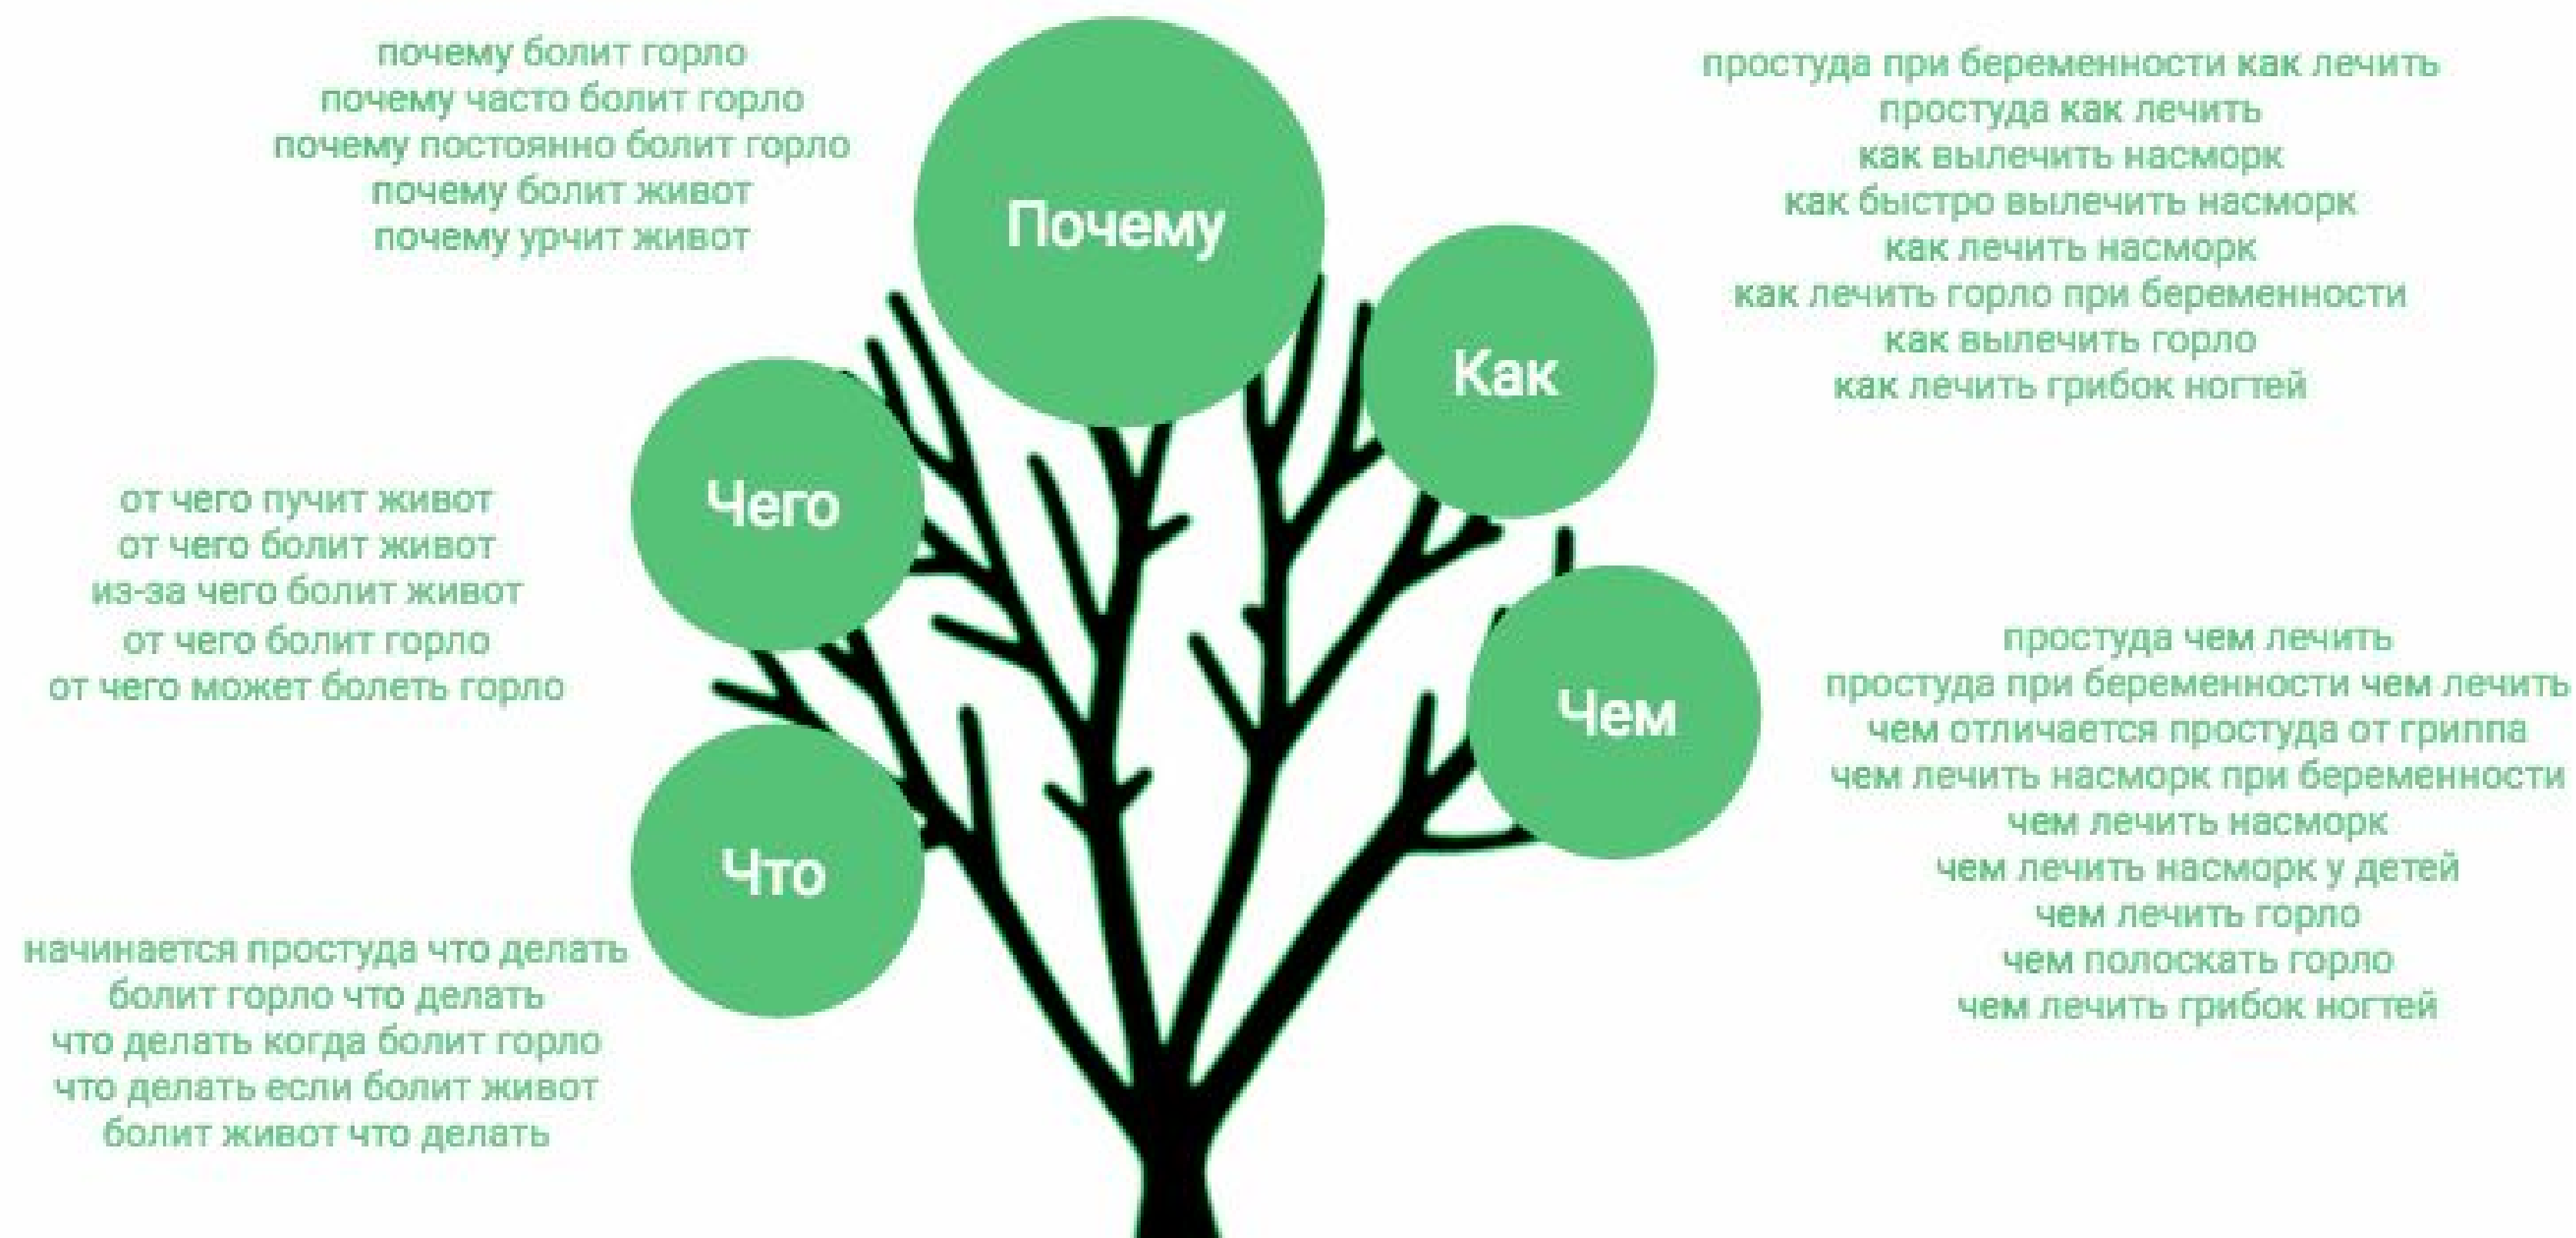 почему болит горло
почему часто болит горло
почему постоянно болит горло
почему болит живот
почему урчит живот
Почему
простуда при беременности как лечить
простуда как лечить
как вылечить насморк
как быстро вылечить насморк
как лечить насморк
как лечить горло при беременности
как вылечить горло
как лечить грибок ногтей
Как
Чего
от чего пучит живот
от чего болит живот
из-за чего болит живот
от чего болит горло
от чего может болеть горло
Чем
простуда чем лечить
простуда при беременности чем лечить
чем отличается простуда от гриппа
чем лечить насморк при беременности
чем лечить насморк
чем лечить насморк у детей
чем лечить горло
чем полоскать горло
чем лечить грибок ногтей
Что
начинается простуда что делать
болит горло что делать
что делать когда болит горло
что делать если болит живот
болит живот что делать